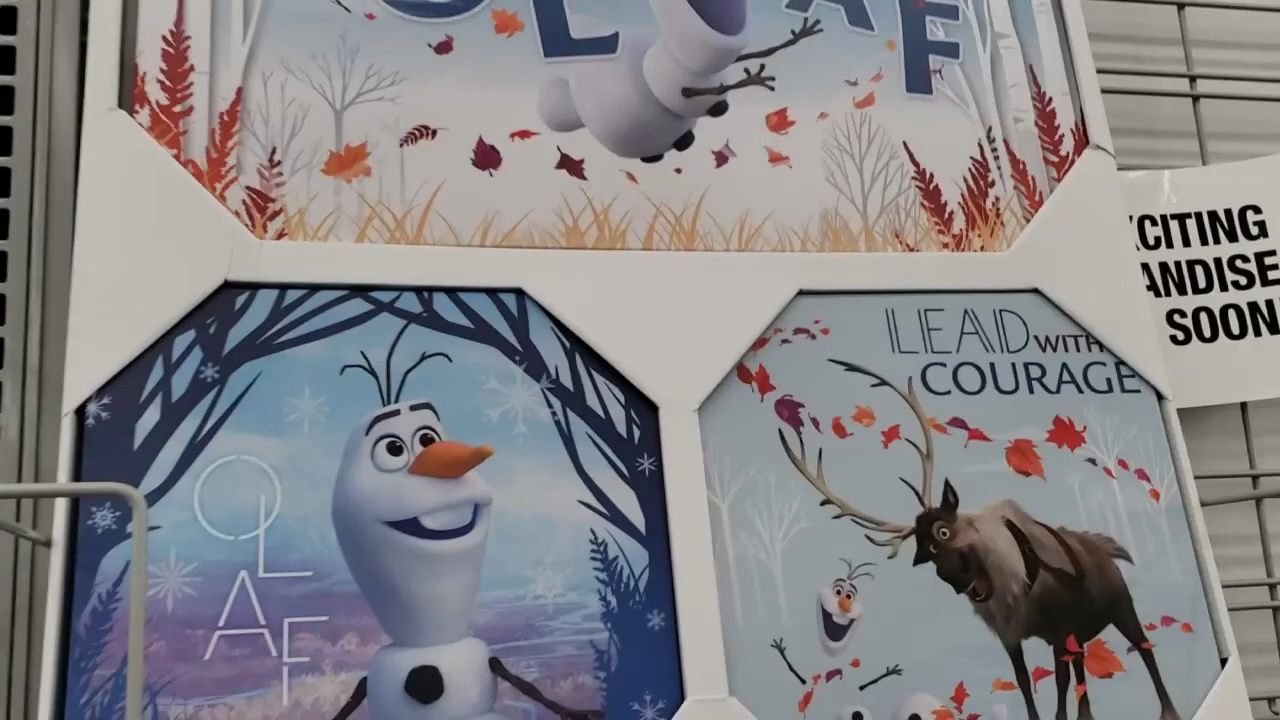 OLAF
CITING
ANDISE
SOON
LEAD WITH
COURAGE
O
L
A
F